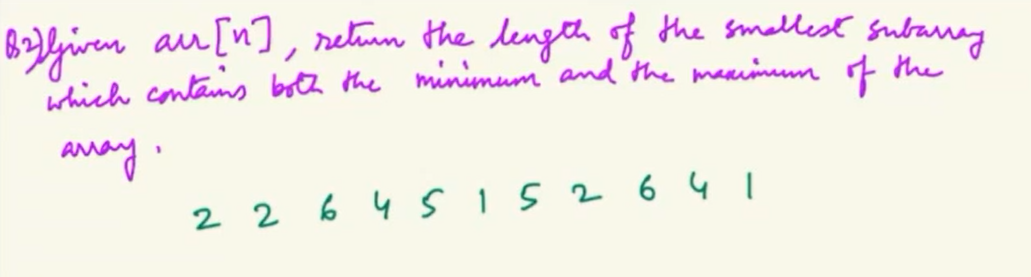 Q2) Given arr [n], return the length of the smallest subarray
which contains both the minimum and the maximum of the
array.
2 2 6 4 5 1 5 2 6 4 1